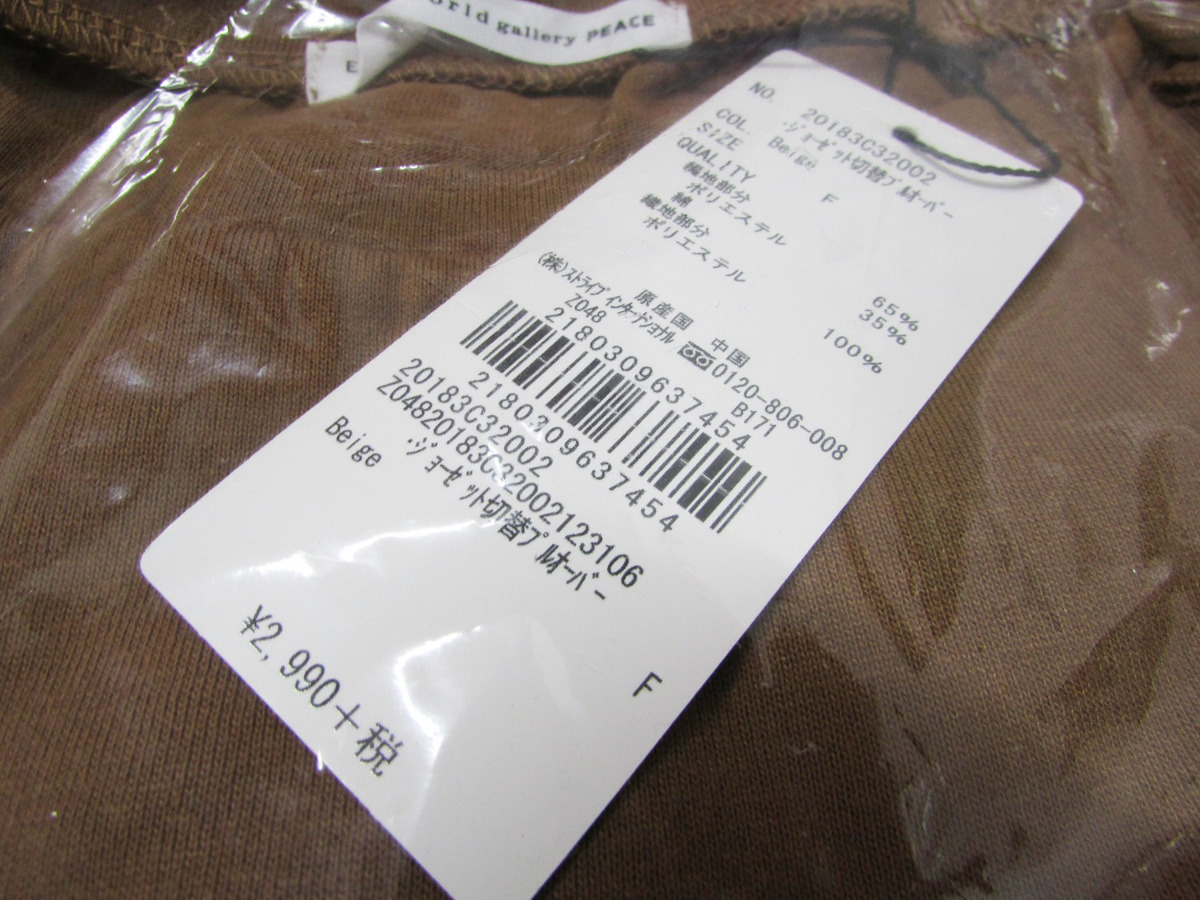 orld gallery PEACE
E
NO. 20183C32002
ジョーゼット切替プルオーバー
COL. Beige
SIZE F
QUALITY
編地部分
ポリエステル 65%
綿 35%
織地部分
ポリエステル 100%
原産国 中国
(株)ストライプインターナショナル 0120-806-008
Z048 B171
2180309637454
2180309637454
20183C32002
Z04820183C32002123106
ジョーゼット切替プルオーバー
Beige F
¥2,990+税